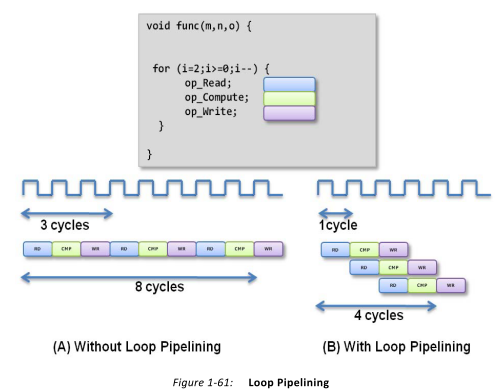 void func(m,n,o) {
for (i=2;i>=0;i--) {
op_Read;
op_Compute;
op_Write;
}
}
3 cycles
RD CMP WR RD CMP WR RD CMP WR
8 cycles
(A) Without Loop Pipelining
1cycle
RD CMP WR
RD CMP WR
RD CMP WR
4 cycles
(B) With Loop Pipelining
Figure 1-61: Loop Pipelining